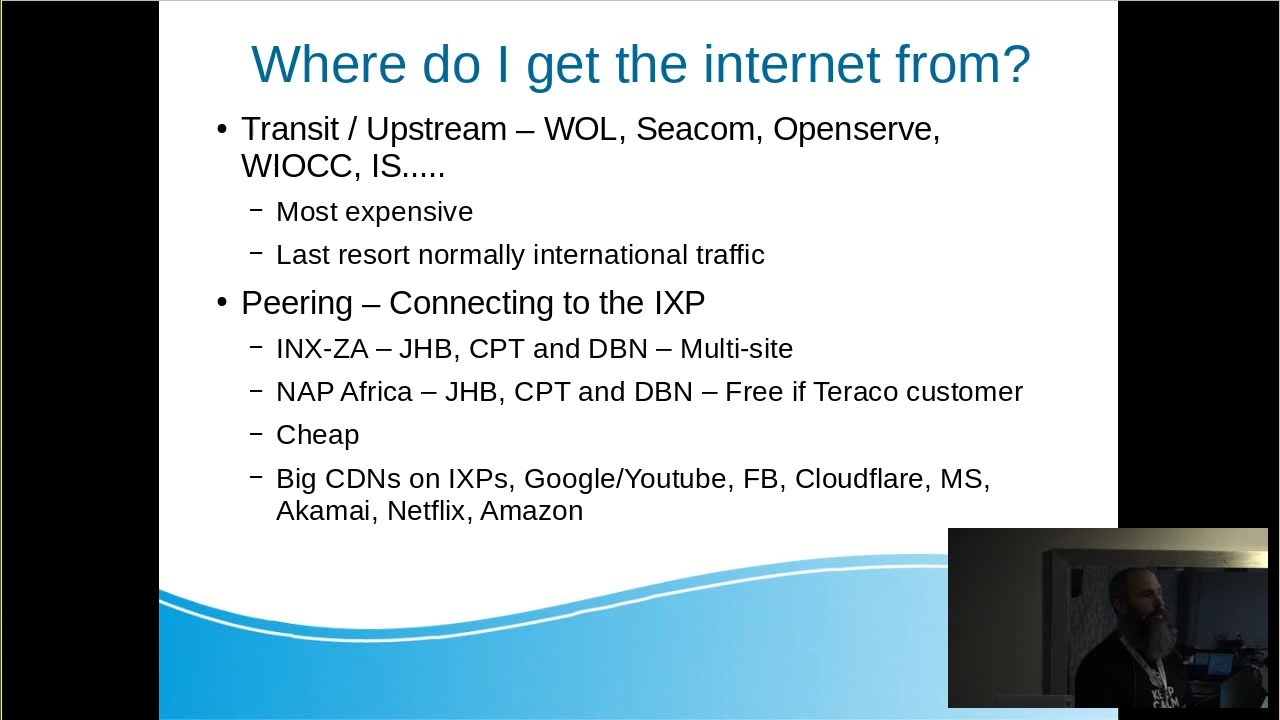 Where do I get the internet from?
• Transit / Upstream – WOL, Seacom, Openserve,
WIOCC, IS.....
– Most expensive
– Last resort normally international traffic
• Peering – Connecting to the IXP
– INX-ZA – JHB, CPT and DBN – Multi-site
– NAP Africa – JHB, CPT and DBN – Free if Teraco customer
– Cheap
– Big CDNs on IXPs, Google/Youtube, FB, Cloudflare, MS,
Akamai, Netflix, Amazon
KEEP
CALM